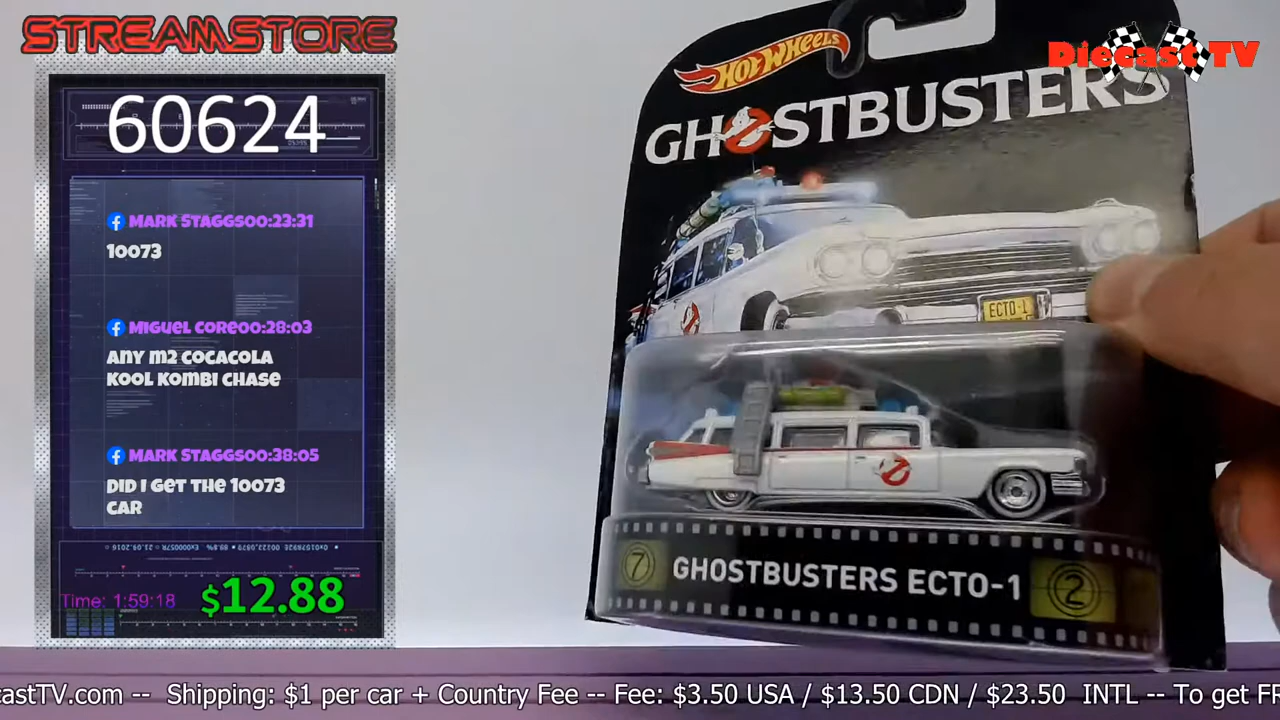 STREAMSTORE
60624
MARK STAGGS00:23:31
10073
MIGUEL CORE00:28:03
ANY M2 COCACOLA
KOOL KOMBI CHASE
MARK STAGGS00:38:05
DID I GET THE 10073
CAR
Time: 1:59:18
$12.88
Diecast TV
HOT WHEELS
GHOSTBUSTERS
ECTO-1
7
GHOSTBUSTERS ECTO-1
2
castTV.com -- Shipping: $1 per car + Country Fee -- Fee: $3.50 USA / $13.50 CDN / $23.50 INTL -- To get FR